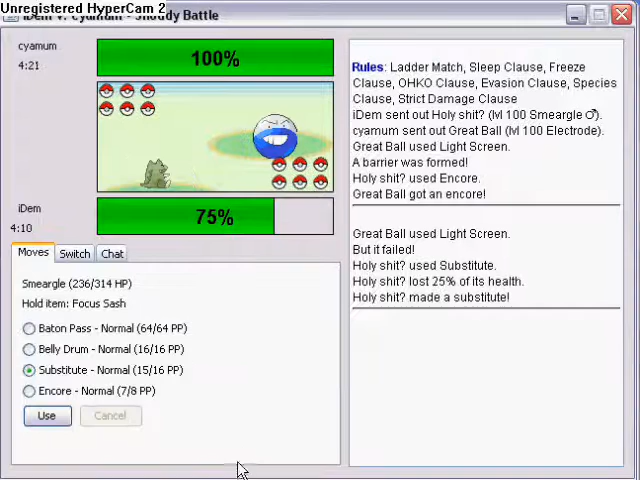 Unregistered HyperCam 2
iDem v. cyamum - Shoddy Battle
cyamum
4:21
100%
iDem
4:10
75%
Moves
Switch
Chat
Smeargle (236/314 HP)
Hold item: Focus Sash
Baton Pass - Normal (64/64 PP)
Belly Drum - Normal (16/16 PP)
Substitute - Normal (15/16 PP)
Encore - Normal (7/8 PP)
Use
Cancel
Rules: Ladder Match, Sleep Clause, Freeze
Clause, OHKO Clause, Evasion Clause, Species
Clause, Strict Damage Clause
iDem sent out Holy shit? (lvl 100 Smeargle ♂).
cyamum sent out Great Ball (lvl 100 Electrode).
Great Ball used Light Screen.
A barrier was formed!
Holy shit? used Encore.
Great Ball got an encore!
Great Ball used Light Screen.
But it failed!
Holy shit? used Substitute.
Holy shit? lost 25% of its health.
Holy shit? made a substitute!